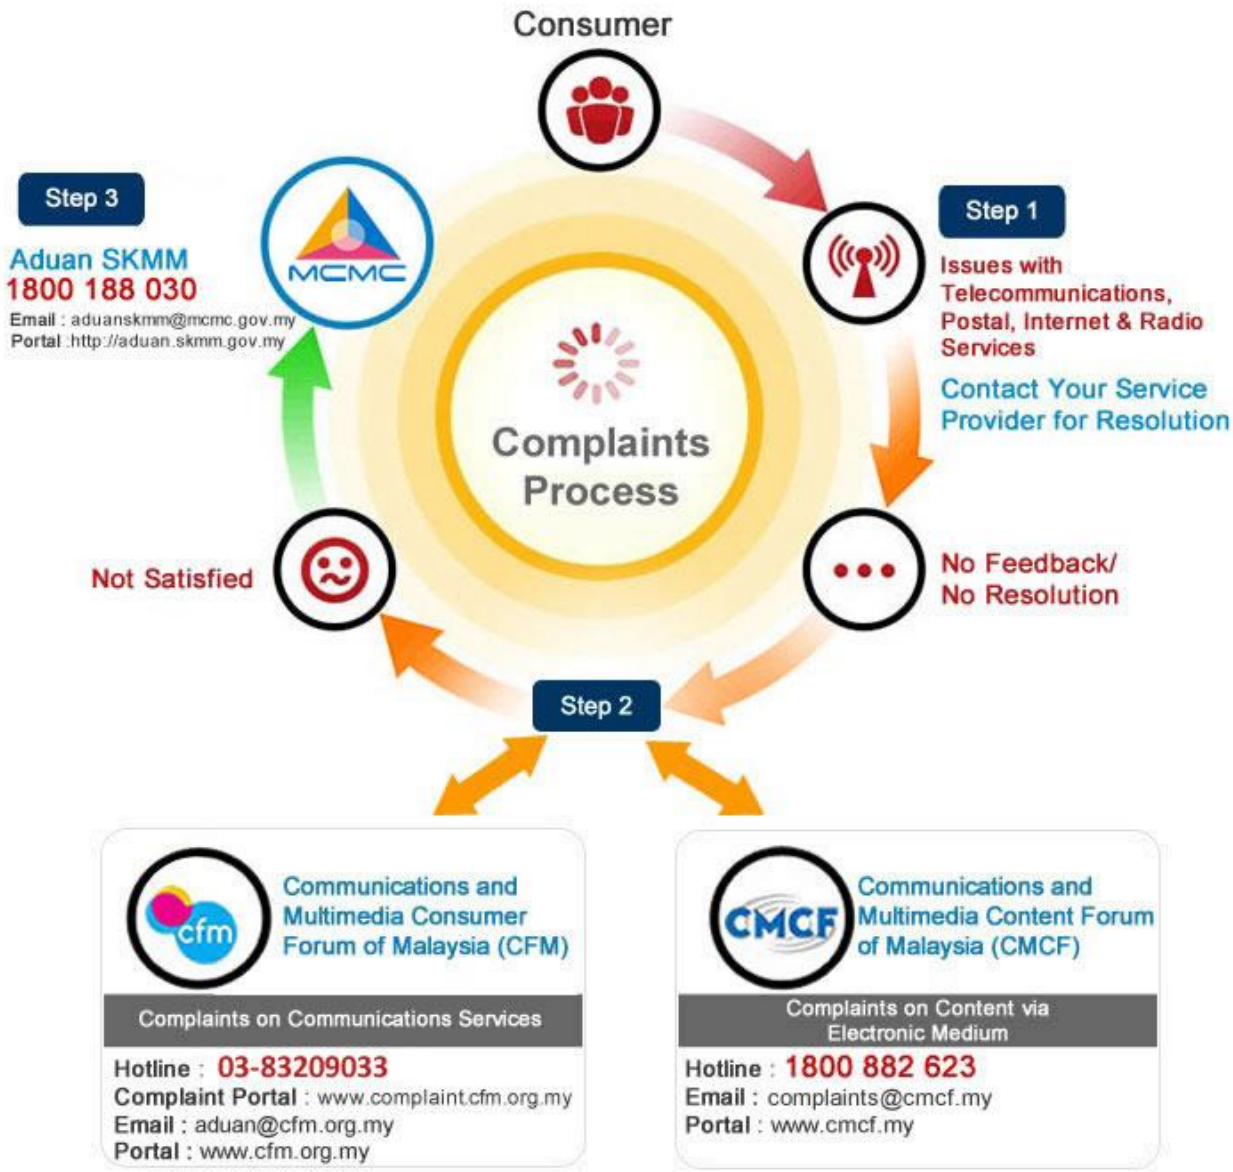 Consumer
Step 1
Issues with
Telecommunications,
Postal, Internet & Radio
Services
Contact Your Service
Provider for Resolution
No Feedback/
No Resolution
Step 2
Not Satisfied
Step 3
Aduan SKMM
1800 188 030
Email : aduanskmm@mcmc.gov.my
Portal :http://aduan.skmm.gov.my
MCMC
Complaints
Process
cfm
Communications and
Multimedia Consumer
Forum of Malaysia (CFM)
Complaints on Communications Services
Hotline : 03-83209033
Complaint Portal : www.complaint.cfm.org.my
Email : aduan@cfm.org.my
Portal : www.cfm.org.my
CMCF
Communications and
Multimedia Content Forum
of Malaysia (CMCF)
Complaints on Content via
Electronic Medium
Hotline : 1800 882 623
Email : complaints@cmcf.my
Portal : www.cmcf.my